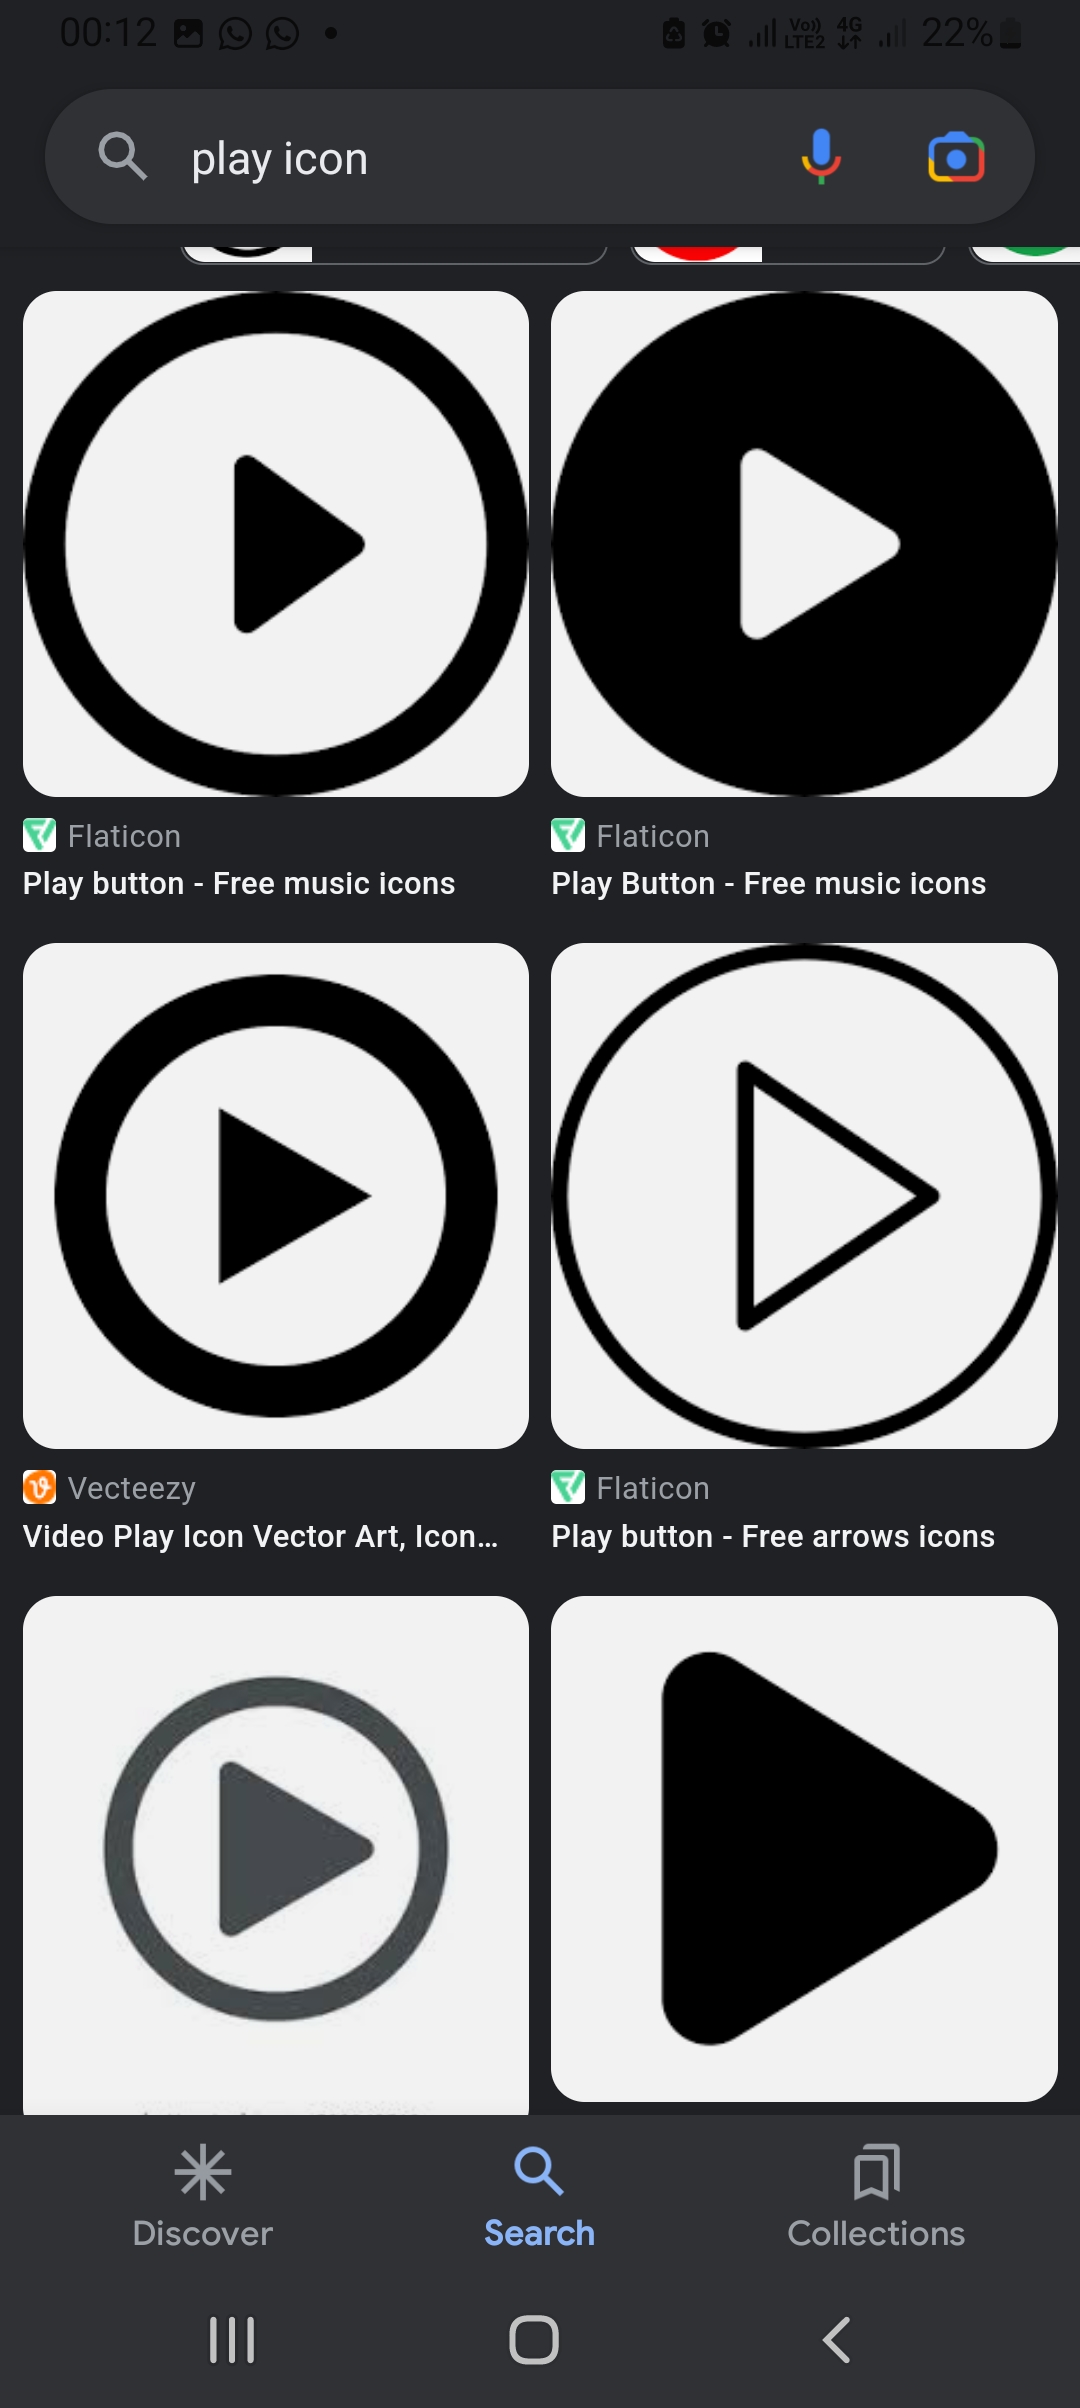 00:12
Vo)) LTE2 4G 22%
play icon
Flaticon
Play button - Free music icons
Flaticon
Play Button - Free music icons
Vecteezy
Video Play Icon Vector Art, Icon...
Flaticon
Play button - Free arrows icons
Discover
Search
Collections